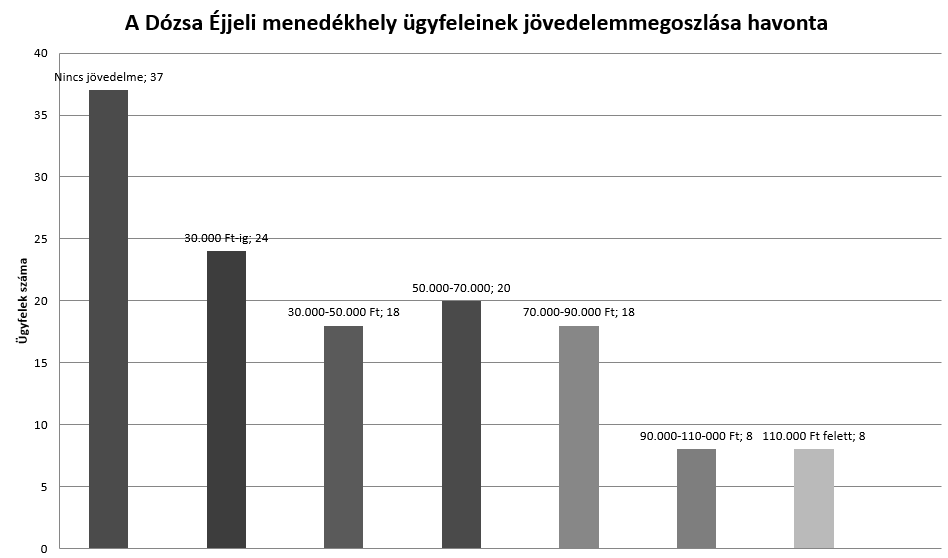 A Dózsa Éjjeli menedékhely ügyfeleinek jövedelemmegoszlása havonta
Ügyfelek száma
40
35
30
25
20
15
10
5
0
Nincs jövedelme; 37
30.000 Ft-ig; 24
30.000-50.000 Ft; 18
50.000-70.000; 20
70.000-90.000 Ft; 18
90.000-110-000 Ft; 8
110.000 Ft felett; 8